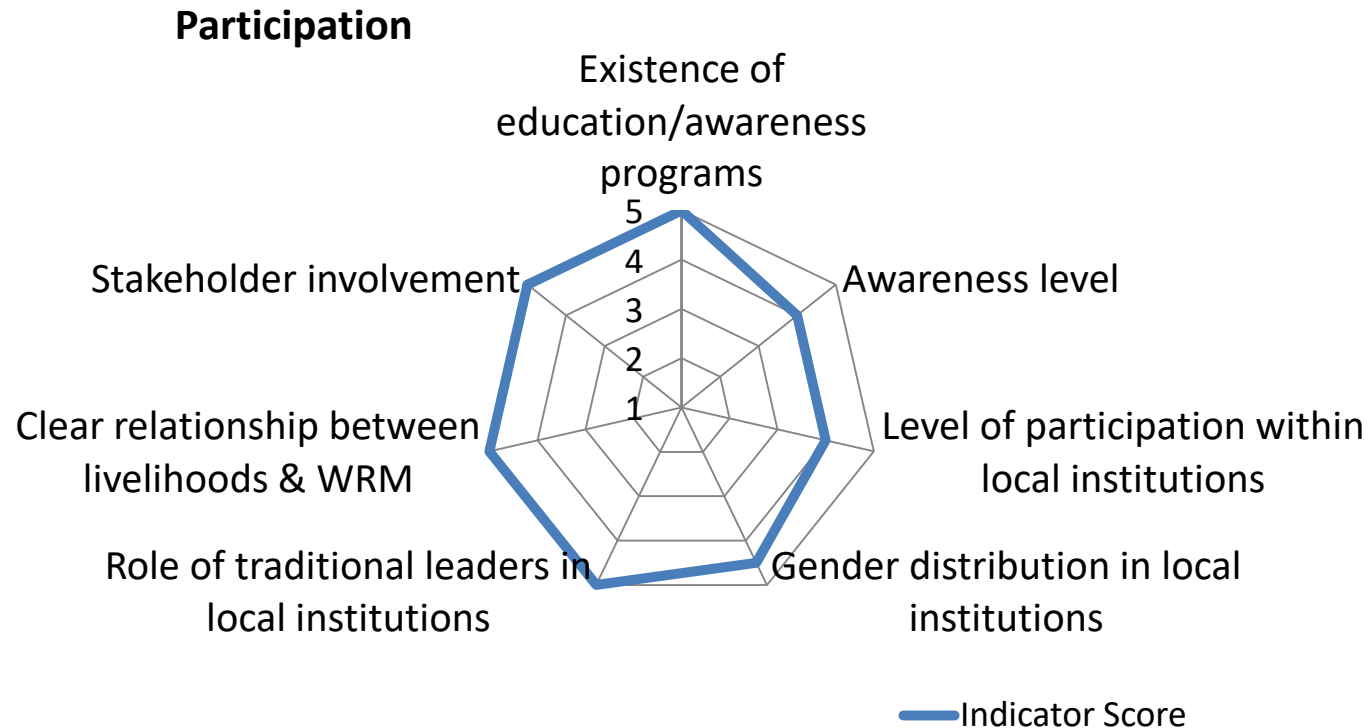 Participation
Existence of
education/awareness
programs
5
4
3
2
1
Stakeholder involvement
Awareness level
Clear relationship between
livelihoods & WRM
Level of participation within
local institutions
Role of traditional leaders in
local institutions
Gender distribution in local
institutions
Indicator Score